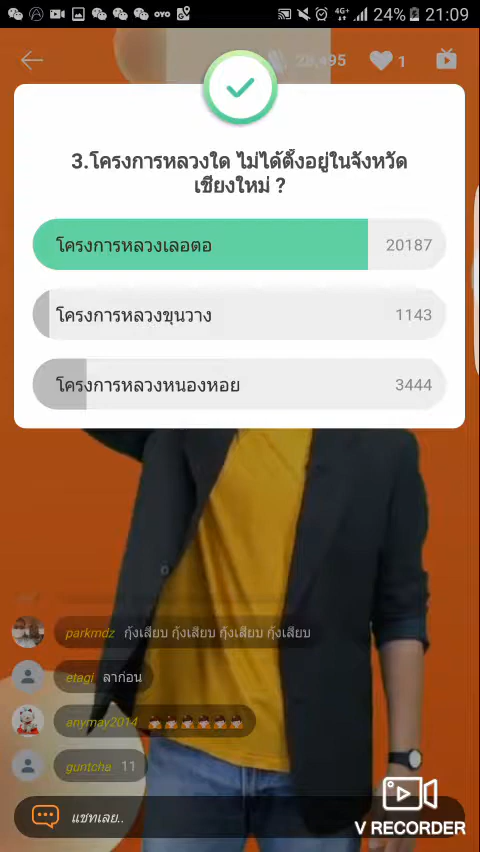 ovo
4G+
24%
21:09
28,495
1
3.โครงการหลวงใด ไม่ได้ตั้งอยู่ในจังหวัด
เชียงใหม่ ?
โครงการหลวงเลอตอ 20187
โครงการหลวงขุนวาง 1143
โครงการหลวงหนองหอย 3444
parkmdz กุ้งเสียบ กุ้งเสียบ กุ้งเสียบ กุ้งเสียบ
etagi ลาก่อน
anymay2014
guntcha 11
แชทเลย..
V RECORDER